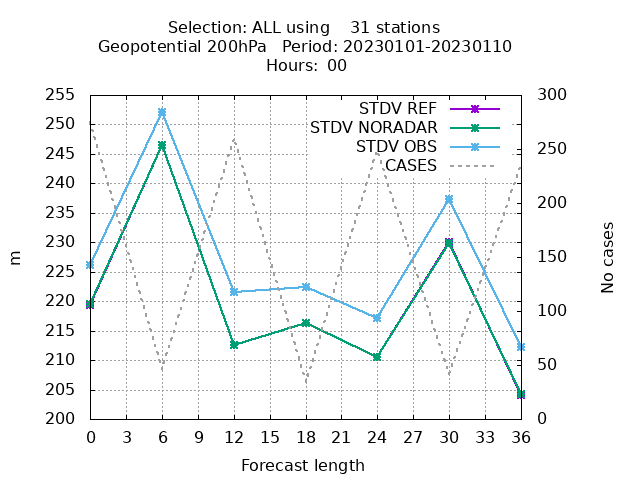 Selection: ALL using    31 stations
Geopotential 200hPa   Period: 20230101-20230110
Hours: 00
255
250
245
240
235
230
225
220
215
210
205
200
m
300
250
200
150
100
50
0
No cases
STDV REF
STDV NORADAR
STDV OBS
CASES
0 3 6 9 12 15 18 21 24 27 30 33 36
Forecast length